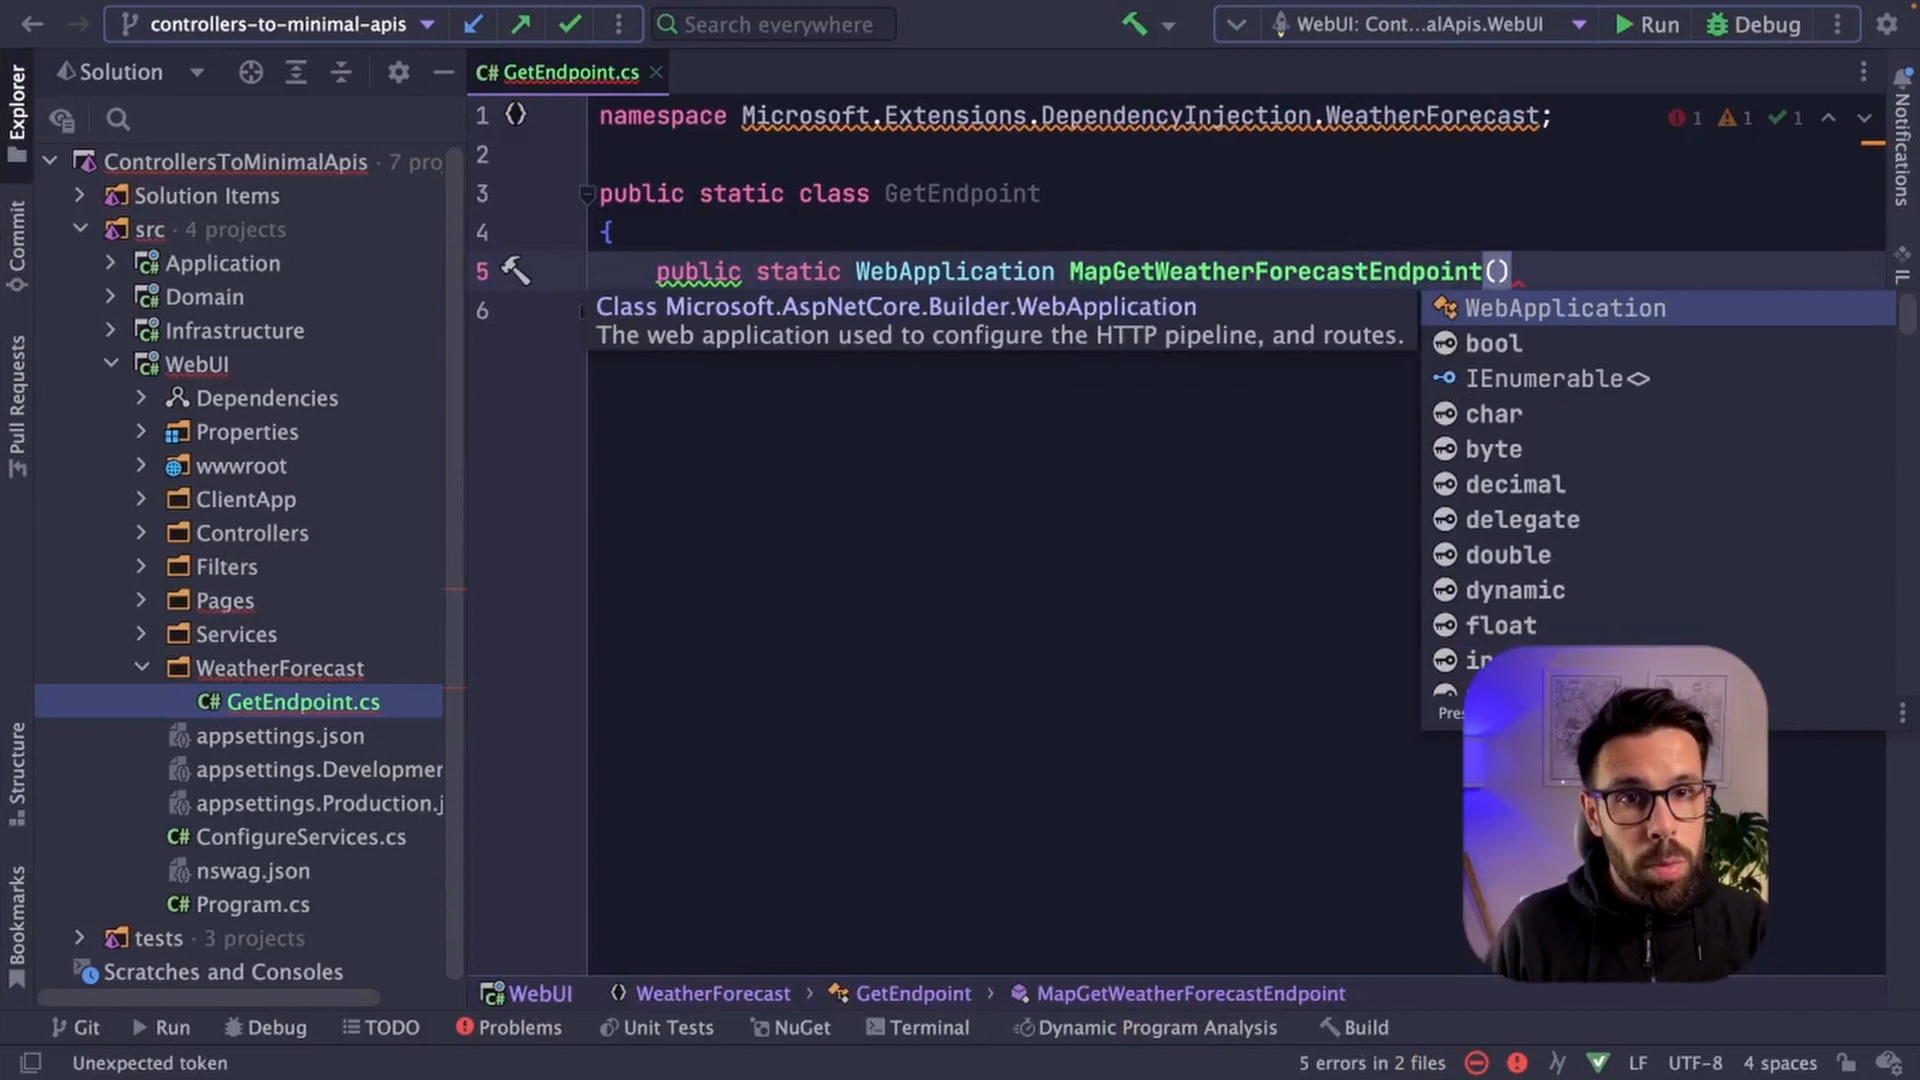 controllers-to-minimal-apis
Search everywhere
WebUI: Cont...alApis.WebUI
Run
Debug
Explorer
Commit
Pull Requests
Structure
Bookmarks
Solution
C# GetEndpoint.cs
Notifications
IL
ControllersToMinimalApis · 7 pro
Solution Items
src · 4 projects
Application
Domain
Infrastructure
WebUI
Dependencies
Properties
wwwroot
ClientApp
Controllers
Filters
Pages
Services
WeatherForecast
C# GetEndpoint.cs
appsettings.json
appsettings.Developmen
appsettings.Production.j
C# ConfigureServices.cs
nswag.json
C# Program.cs
tests · 3 projects
Scratches and Consoles
1 namespace Microsoft.Extensions.DependencyInjection.WeatherForecast;
1 1 1
2
3 public static class GetEndpoint
4 {
5 public static WebApplication MapGetWeatherForecastEndpoint()
6
Class Microsoft.AspNetCore.Builder.WebApplication
The web application used to configure the HTTP pipeline, and routes.
WebApplication
bool
IEnumerable<>
char
byte
decimal
delegate
double
dynamic
float
WebUI
WeatherForecast
GetEndpoint
MapGetWeatherForecastEndpoint
Git
Run
Debug
TODO
Problems
Unit Tests
NuGet
Terminal
Dynamic Program Analysis
Build
Unexpected token
5 errors in 2 files
LF
UTF-8
4 spaces